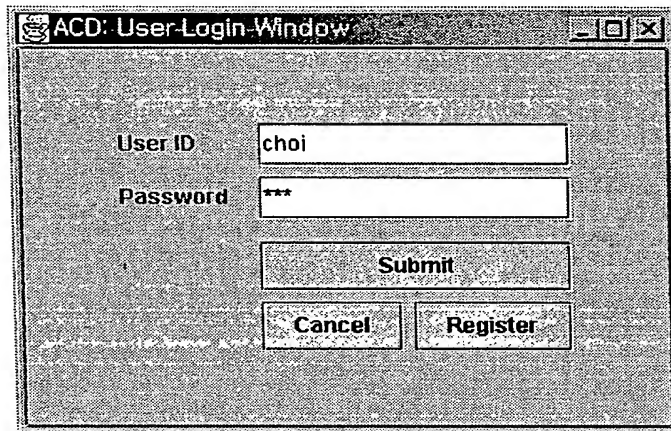 ACD: User-Login-Window
User ID choi
Password ***
Submit
Cancel Register